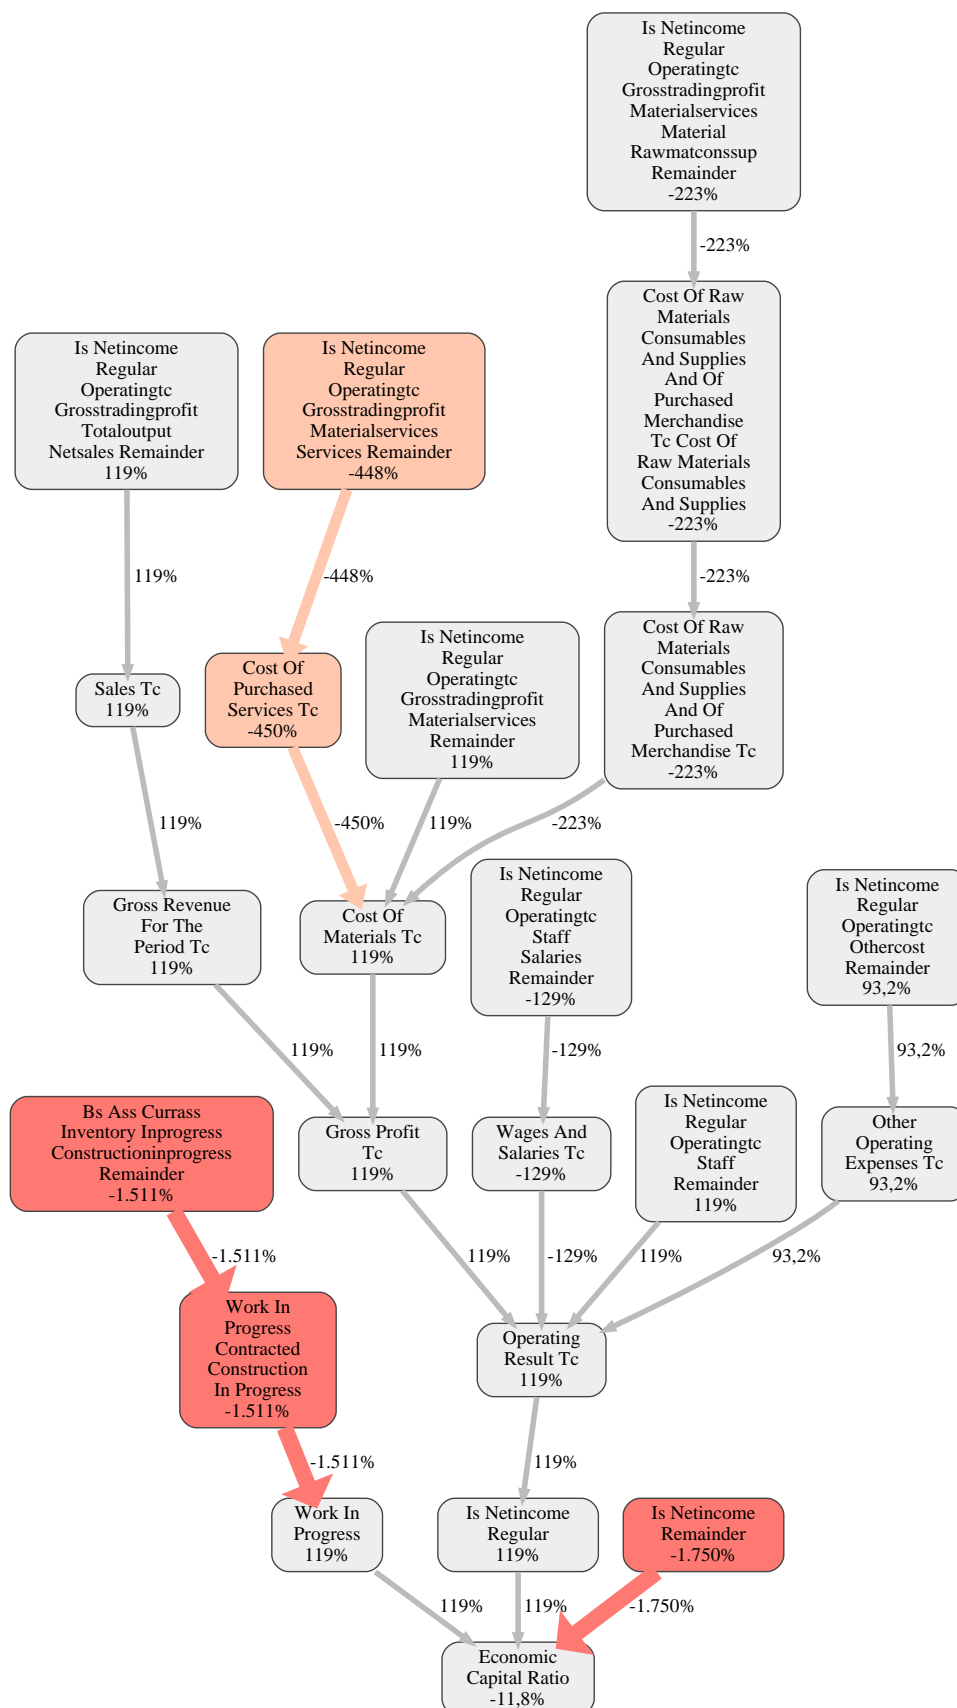 Is Netincome
Regular
Operatingtc
Grosstradingprofit
Materialservices
Material
Rawmatconssup
Remainder
-223%
-223%
Cost Of Raw
Materials
Consumables
And Supplies
And Of
Purchased
Merchandise
Tc Cost Of
Raw Materials
Consumables
And Supplies
-223%
Is Netincome
Regular
Operatingtc
Grosstradingprofit
Totaloutput
Netsales Remainder
119%
Is Netincome
Regular
Operatingtc
Grosstradingprofit
Materialservices
Services Remainder
-448%
119%
-448%
-223%
Sales Tc
119%
Cost Of
Purchased
Services Tc
-450%
Is Netincome
Regular
Operatingtc
Grosstradingprofit
Materialservices
Remainder
119%
Cost Of Raw
Materials
Consumables
And Supplies
And Of
Purchased
Merchandise Tc
-223%
119%
-450%
119%
-223%
Gross Revenue
For The
Period Tc
119%
Cost Of
Materials Tc
119%
Is Netincome
Regular
Operatingtc
Staff
Salaries
Remainder
-129%
Is Netincome
Regular
Operatingtc
Othercost
Remainder
93,2%
119%
119%
-129%
93,2%
Bs Ass Currass
Inventory Inprogress
Constructioninprogress
Remainder
-1.511%
Gross Profit
Tc
119%
Wages And
Salaries Tc
-129%
Is Netincome
Regular
Operatingtc
Staff
Remainder
119%
Other
Operating
Expenses Tc
93,2%
-1.511%
119%
-129%
119%
93,2%
Work In
Progress
Contracted
Construction
In Progress
-1.511%
Operating
Result Tc
119%
-1.511%
119%
Work In
Progress
119%
Is Netincome
Regular
119%
Is Netincome
Remainder
-1.750%
119%
119%
-1.750%
Economic
Capital Ratio
-11,8%